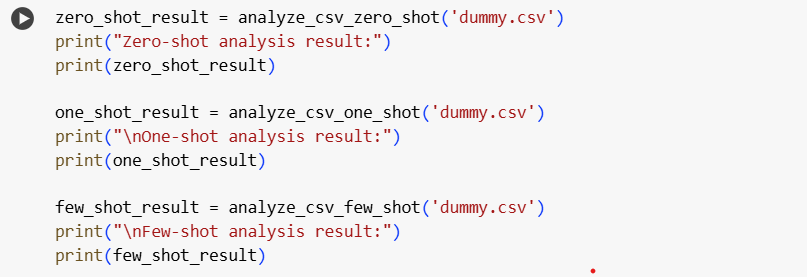 zero_shot_result = analyze_csv_zero_shot('dummy.csv')
print("Zero-shot analysis result:")
print(zero_shot_result)
one_shot_result = analyze_csv_one_shot('dummy.csv')
print("\nOne-shot analysis result:")
print(one_shot_result)
few_shot_result = analyze_csv_few_shot('dummy.csv')
print("\nFew-shot analysis result:")
print(few_shot_result)